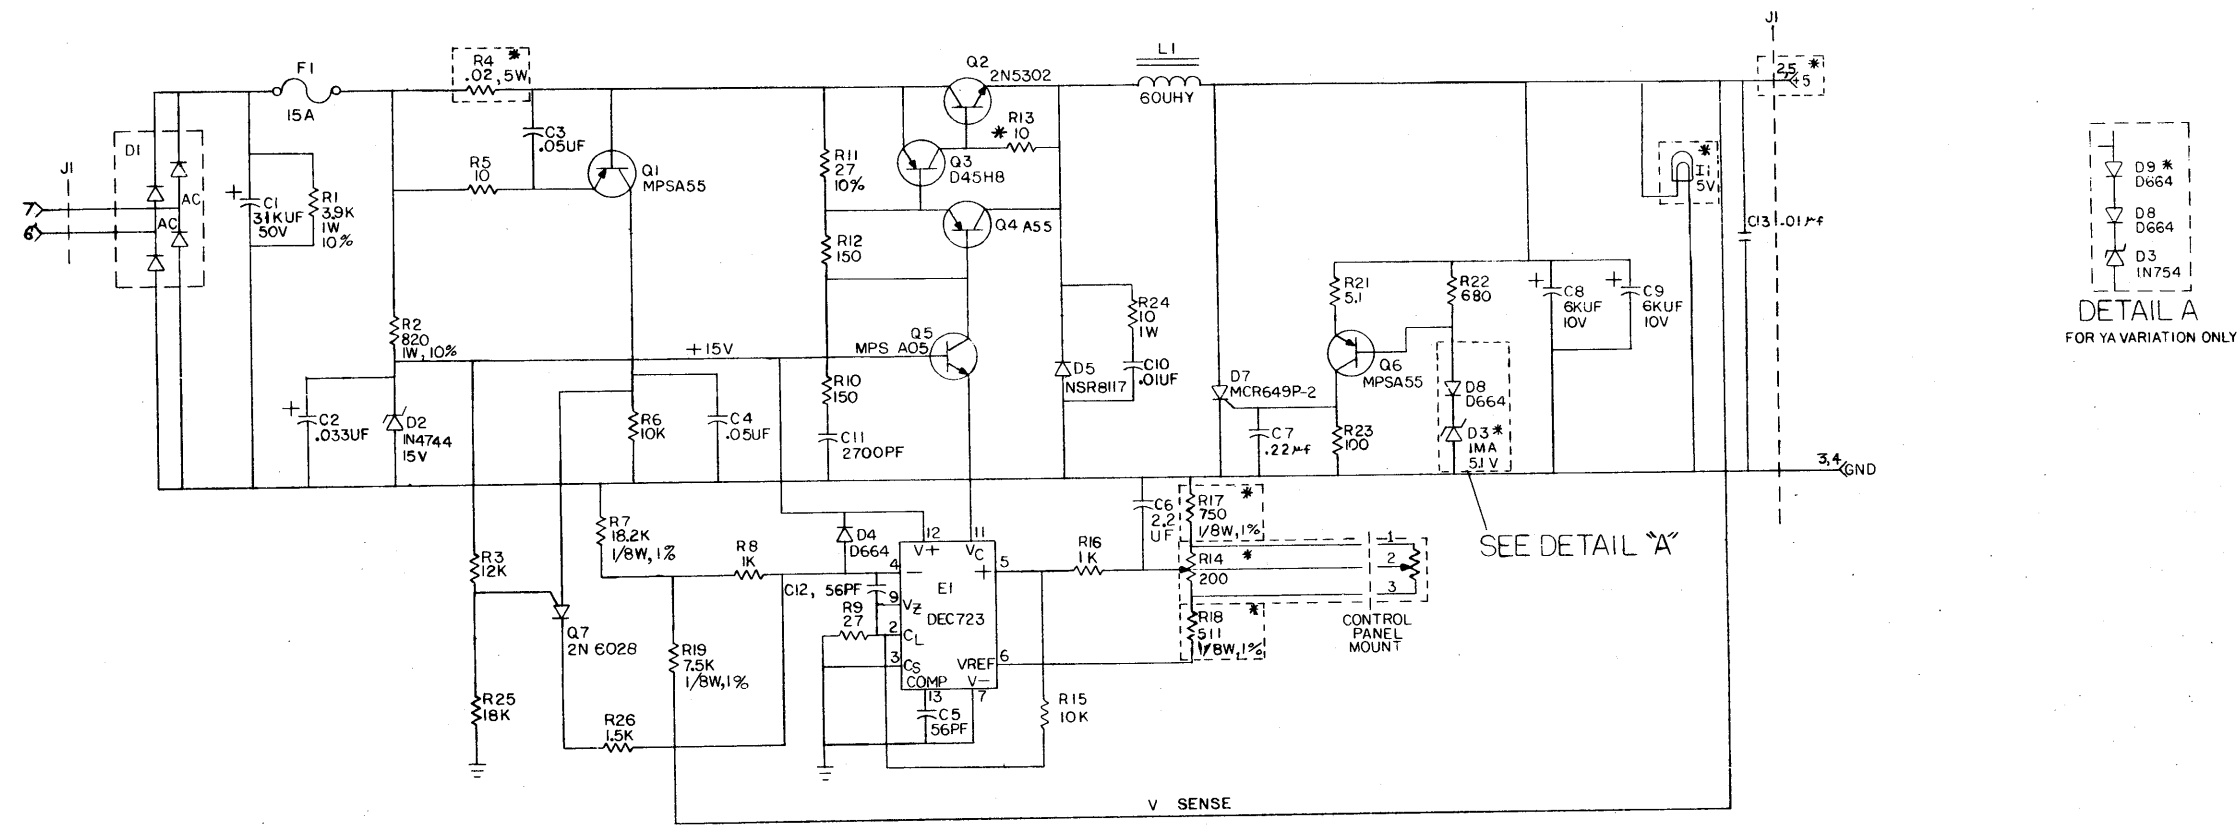 J1
7
6
D1
AC
AC
+
C1
31KUF
50V
R1
3.9K
1W
10%
F1
15A
R4 *
.02, 5W
C3
.05UF
R5
10
Q1
MPSA55
R2
820
1W, 10%
+
C2
.033UF
D2
1N4744
15V
+15V
R6
10K
C4
.05UF
R11
27
10%
R12
150
R10
150
C11
2700PF
Q2
2N5302
* R13
10
Q3
D45H8
Q4 A55
Q5
MPS A05
D5
NSR8117
R24
10
1W
C10
.01UF
L1
60UHY
D7
MCR649P-2
C7
.22µf
R21
5.1
Q6
MPSA55
R23
100
R22
680
D8
D664
D3 *
1MA
5.1V
+
C8
6KUF
10V
+
C9
6KUF
10V
*
I1
5V
C13 .01µf
J1
2,5 *
+5
3,4
GND
SEE DETAIL "A"
D9 *
D664
D8
D664
D3
1N754
DETAIL A
FOR YA VARIATION ONLY
R3
12K
R25
18K
Q7
2N 6028
R7
18.2K
1/8W, 1%
R8
1K
R19
7.5K
1/8W, 1%
R26
1.5K
D4
D664
C12, 56PF
R9
27
12
V+
11
VC
4
−
5
+
E1
DEC723
9
VZ
2
CL
3
CS
VREF
6
COMP
V−
13
7
C5
56PF
R15
10K
R16
1K
C6
2.2
UF
R17 *
750
1/8W, 1%
R14 *
200
R18 *
511
1/8W, 1%
1
2
3
CONTROL
PANEL
MOUNT
V SENSE